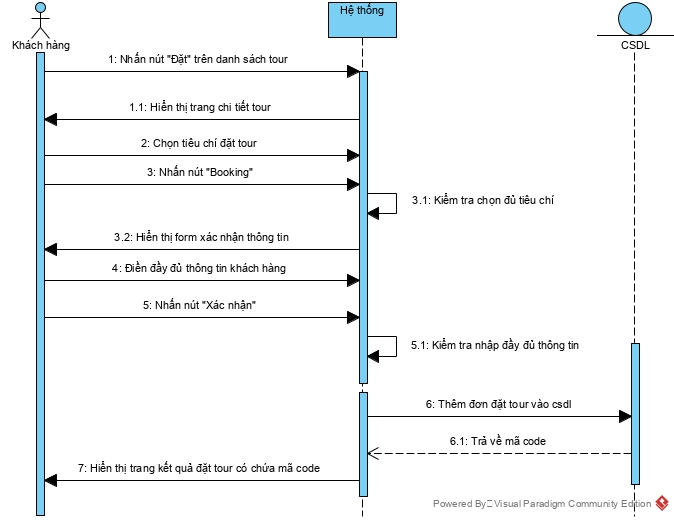 Hệ thống
Khách hàng
CSDL
1: Nhấn nút "Đặt" trên danh sách tour
1.1: Hiển thị trang chi tiết tour
2: Chọn tiêu chí đặt tour
3: Nhấn nút "Booking"
3.1: Kiểm tra chọn đủ tiêu chí
3.2: Hiển thị form xác nhận thông tin
4: Điền đầy đủ thông tin khách hàng
5: Nhấn nút "Xác nhận"
5.1: Kiểm tra nhập đầy đủ thông tin
6: Thêm đơn đặt tour vào csdl
6.1: Trả về mã code
7: Hiển thị trang kết quả đặt tour có chứa mã code
Powered By Visual Paradigm Community Edition